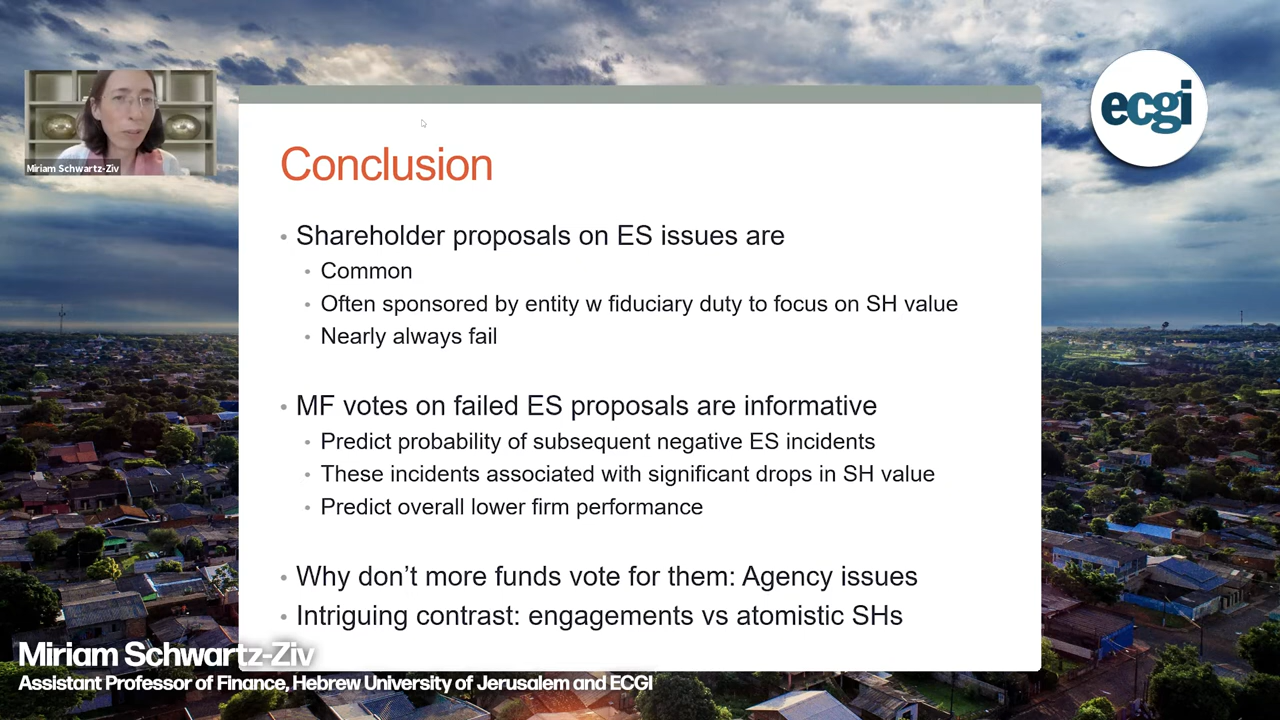 ecgi
Miriam Schwartz-Ziv
Conclusion
• Shareholder proposals on ES issues are
• Common
• Often sponsored by entity w fiduciary duty to focus on SH value
• Nearly always fail
• MF votes on failed ES proposals are informative
• Predict probability of subsequent negative ES incidents
• These incidents associated with significant drops in SH value
• Predict overall lower firm performance
• Why don’t more funds vote for them: Agency issues
• Intriguing contrast: engagements vs atomistic SHs
Miriam Schwartz-Ziv
Assistant Professor of Finance, Hebrew University of Jerusalem and ECGI